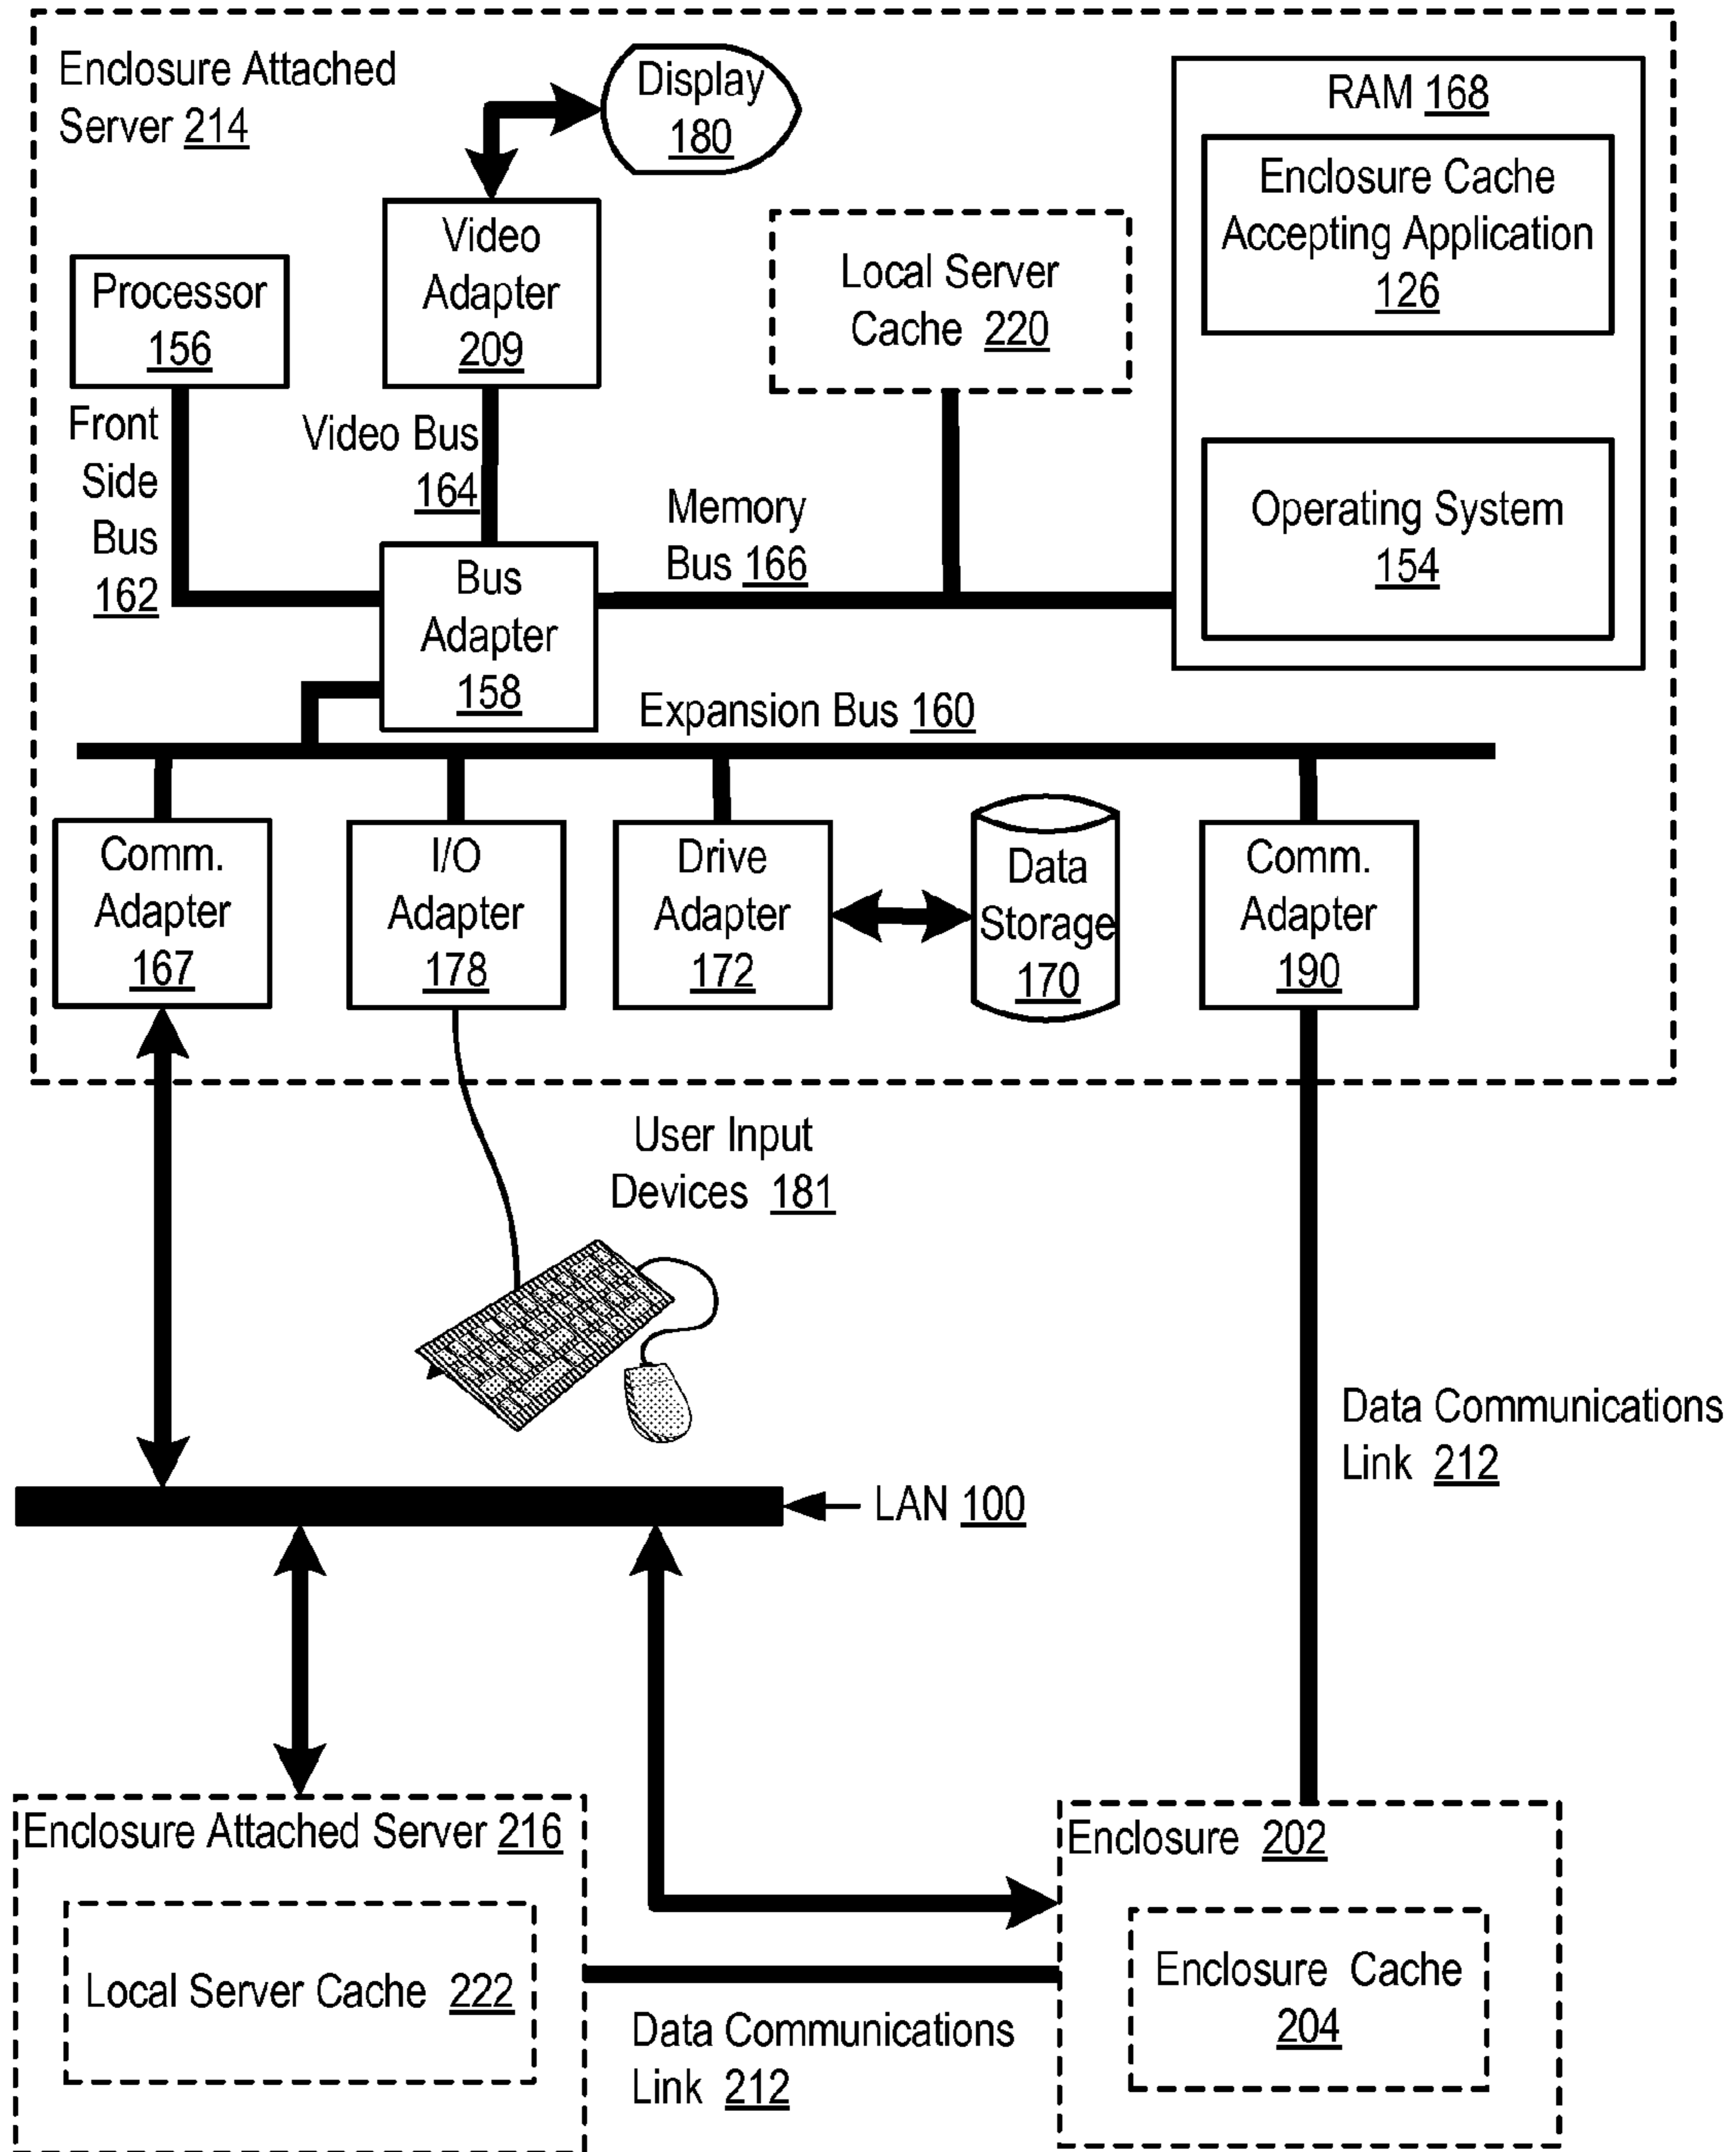 Enclosure Attached
Server 214
Display
180
RAM 168
Enclosure Cache
Accepting Application
126
Operating System
154
Video
Adapter
209
Local Server
Cache 220
Processor
156
Front
Side
Bus
162
Video Bus
164
Memory
Bus 166
Bus
Adapter
158
Expansion Bus 160
Comm.
Adapter
167
I/O
Adapter
178
Drive
Adapter
172
Data
Storage
170
Comm.
Adapter
190
User Input
Devices 181
Data Communications
Link 212
LAN 100
Enclosure Attached Server 216
Local Server Cache 222
Data Communications
Link 212
Enclosure 202
Enclosure Cache
204